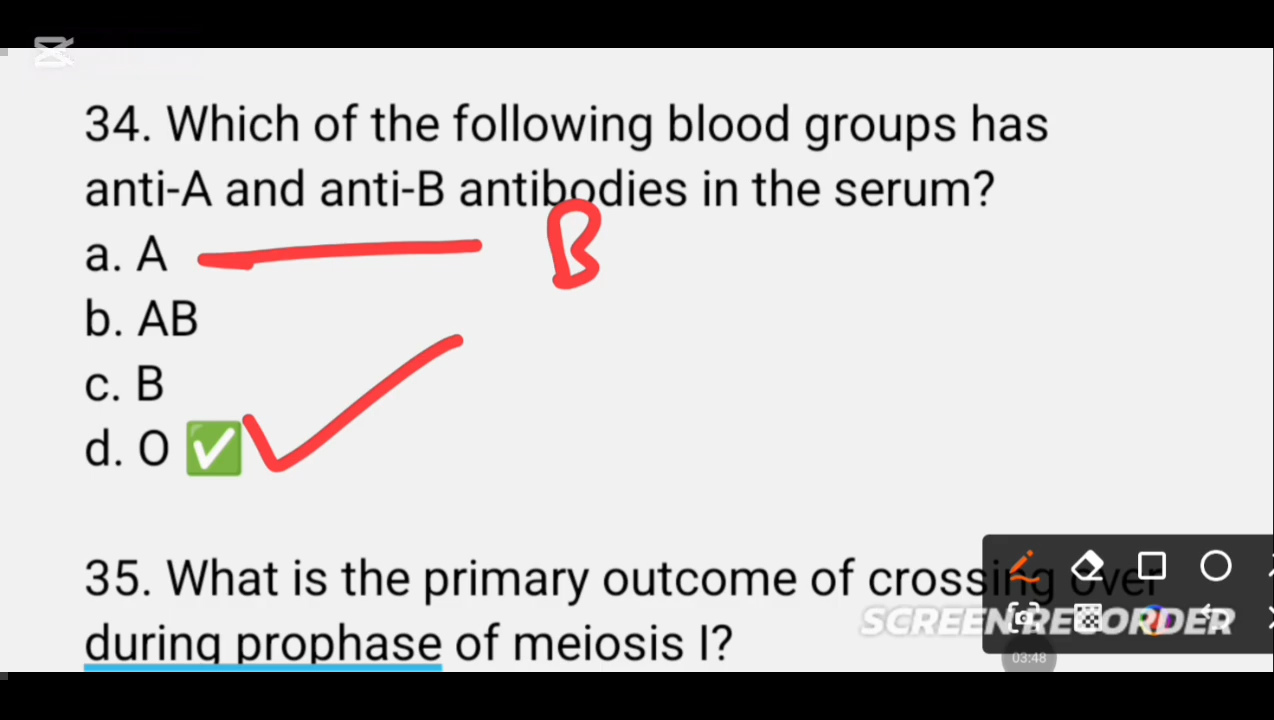 34. Which of the following blood groups has
anti-A and anti-B antibodies in the serum?
a. A B
b. AB
c. B
d. O
35. What is the primary outcome of crossing over
during prophase of meiosis I?
SCREEN RECORDER
03:48